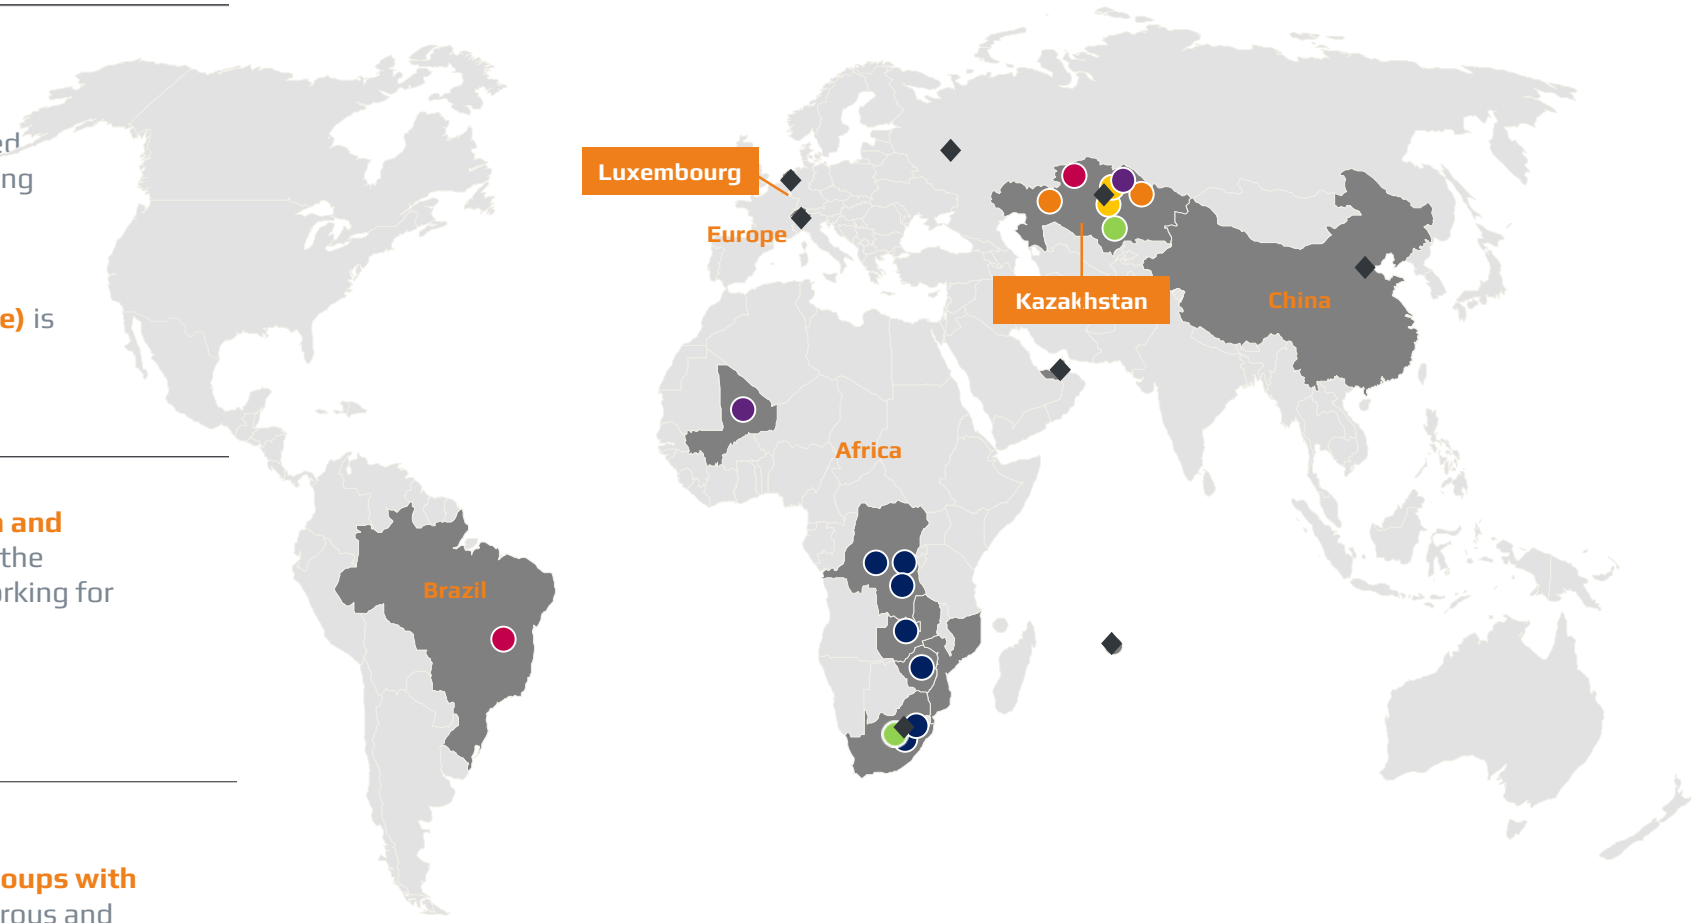 ed
ng
e) is
n and
the
rking for
oups with
rous and
Luxembourg
Europe
Kazakhstan
China
Africa
Brazil